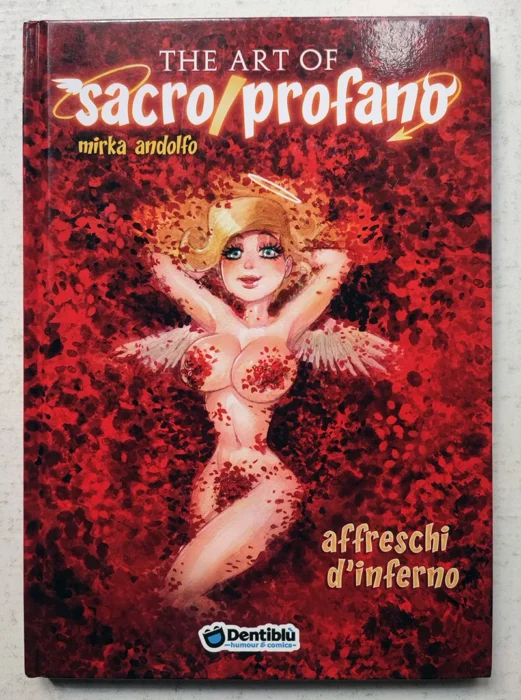 THE ART OF
sacro/profano
mirka andolfo
affreschi
d'inferno
Dentiblù
humour & comics